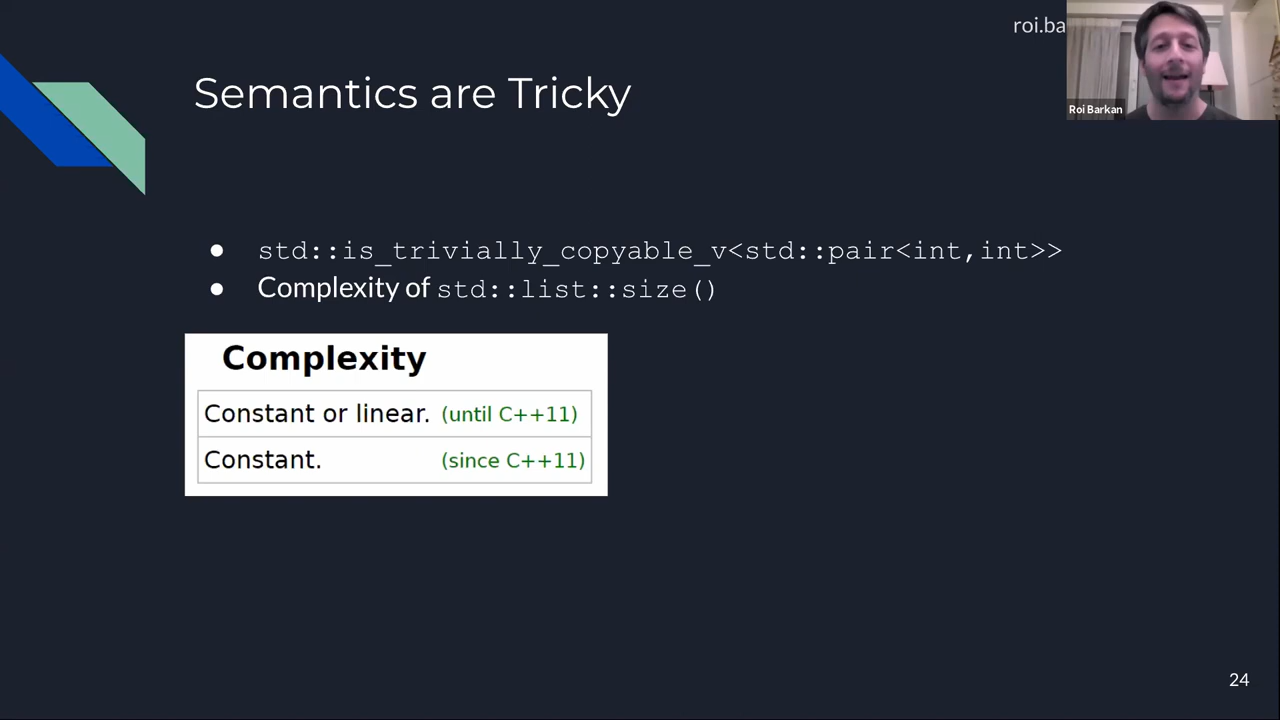 roi.ba
Roi Barkan
Semantics are Tricky
● std::is_trivially_copyable_v<std::pair<int,int>>
● Complexity of std::list::size()
Complexity
Constant or linear. (until C++11)
Constant. (since C++11)
24